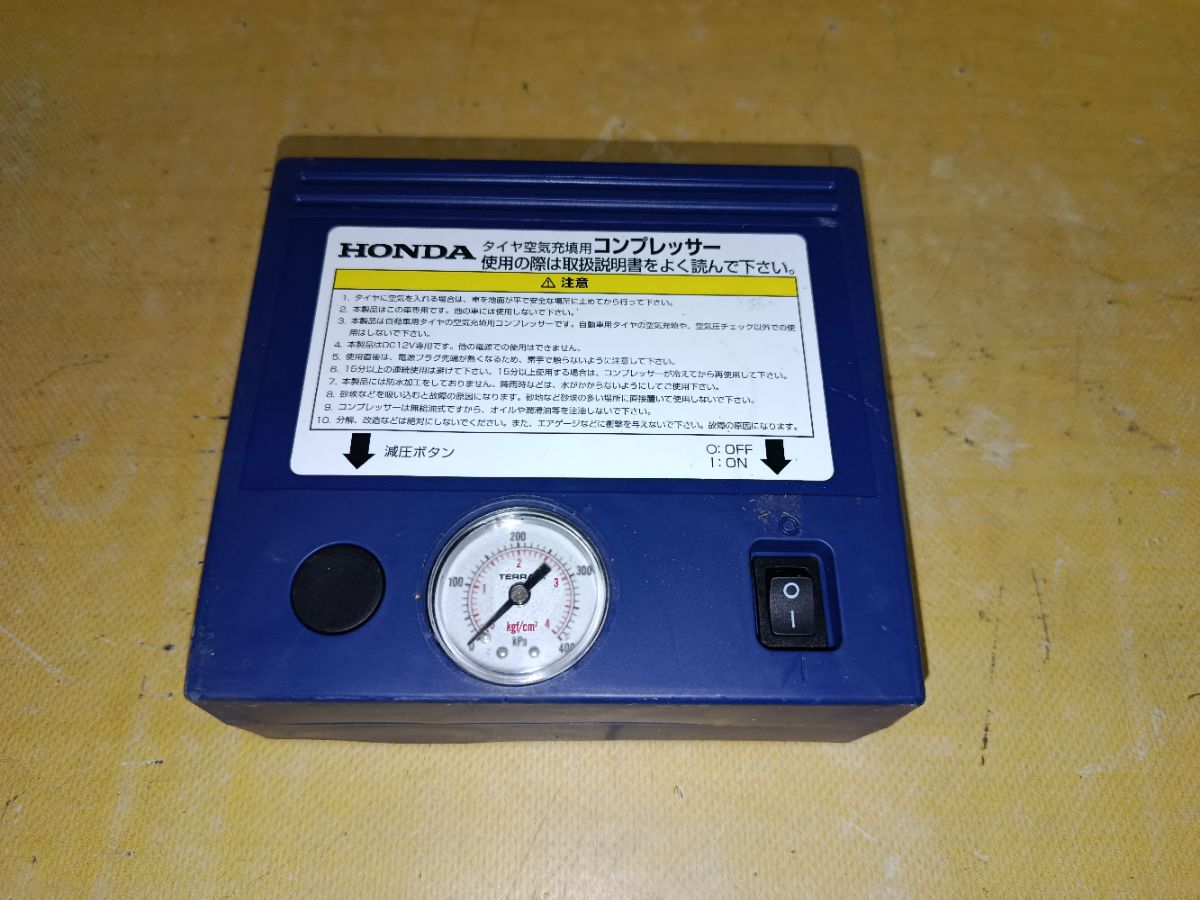 HONDA タイヤ空気充填用コンプレッサー
使用の際は取扱説明書をよく読んで下さい。
⚠ 注意
1. タイヤに空気を入れる場合は、車を地面が平で安全な場所に止めてから行って下さい。
2. 本製品はこの車専用です。他の車には使用しないで下さい。
3. 本製品は自発車用タイヤの空気充填用コンプレッサーです。自動車用タイヤの空気充填や、空気圧チェック以外での使
用はしないで下さい。
4. 本製品はDC12V専用です。他の電源での使用はできません。
5. 使用直後は、電源プラグ先端が熱くなるため、素手で触らないように注意して下さい。
6. 15分以上の連続使用は避けて下さい。15分以上使用する場合は、コンプレッサーが冷えてから再使用して下さい。
7. 本製品には防水加工をしておりません。降雨時などは、水がかからないようにしてご使用下さい。
8. 砂埃などを吸い込むと故障の原因になります。砂地など砂埃の多い場所に直接置いて使用しないで下さい。
9. コンプレッサーは無給油式ですから、オイルや潤滑油等を注油しないで下さい。
10. 分解、改造などは絶対にしないでください。また、エアゲージなどに衝撃を与えないで下さい。故障の原因になります。
減圧ボタン
○: OFF
I: ON
0
100
200
300
400
1
2
3
4
kgf/cm²
kPa
○
I